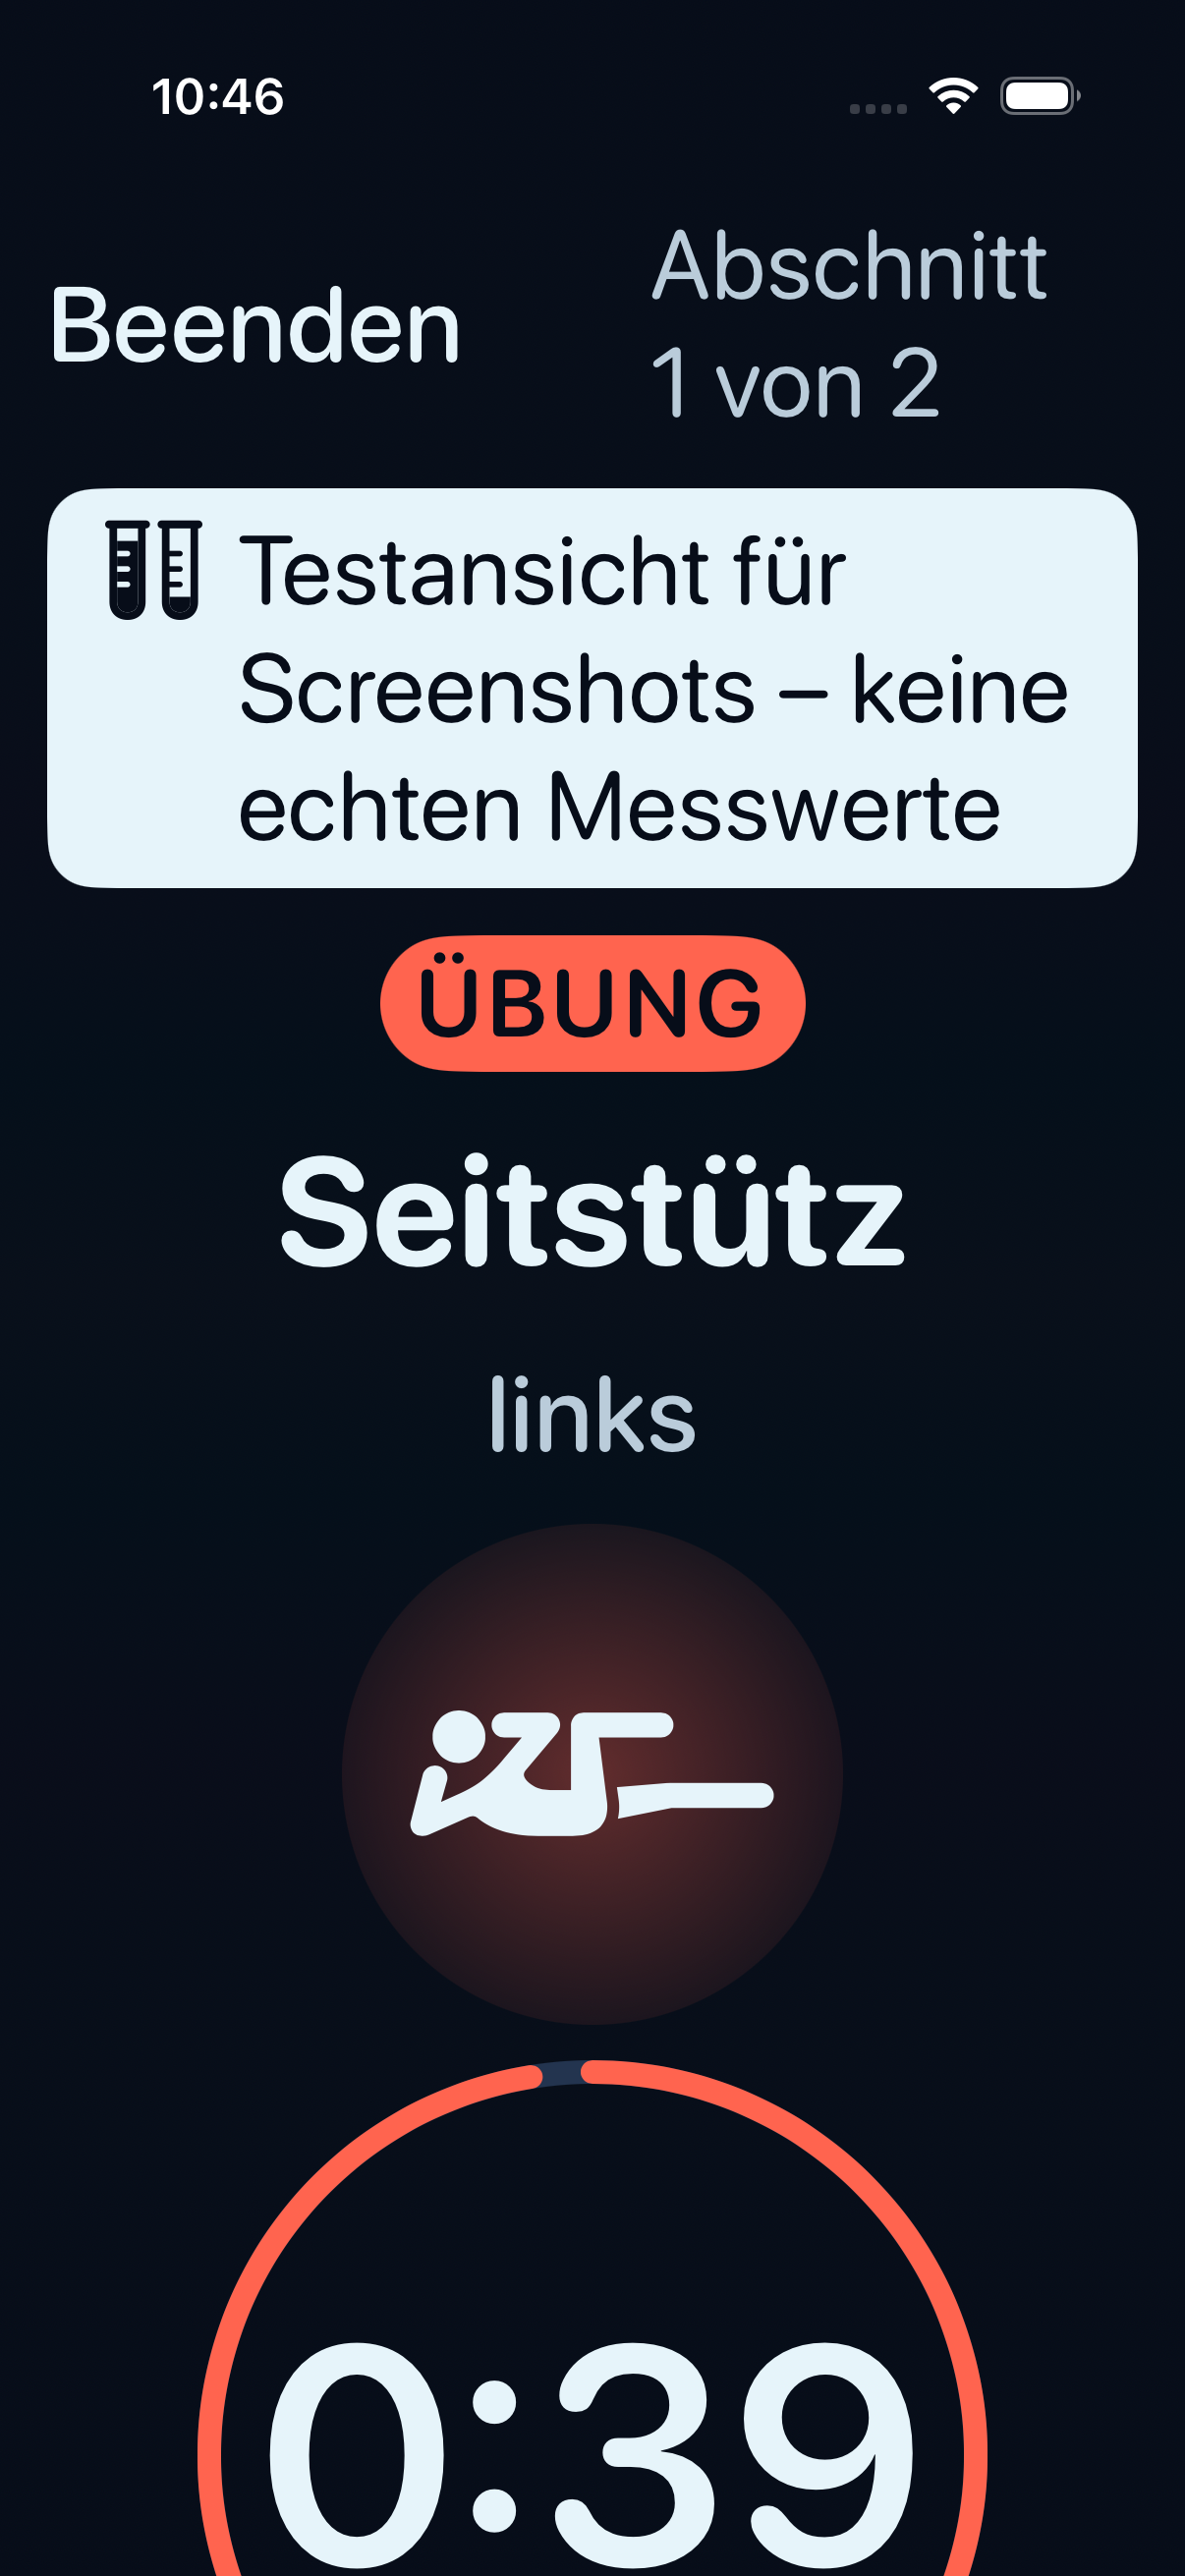 10:46
Beenden
Abschnitt
1 von 2
Testansicht für
Screenshots – keine
echten Messwerte
ÜBUNG
Seitstütz
links
0:39